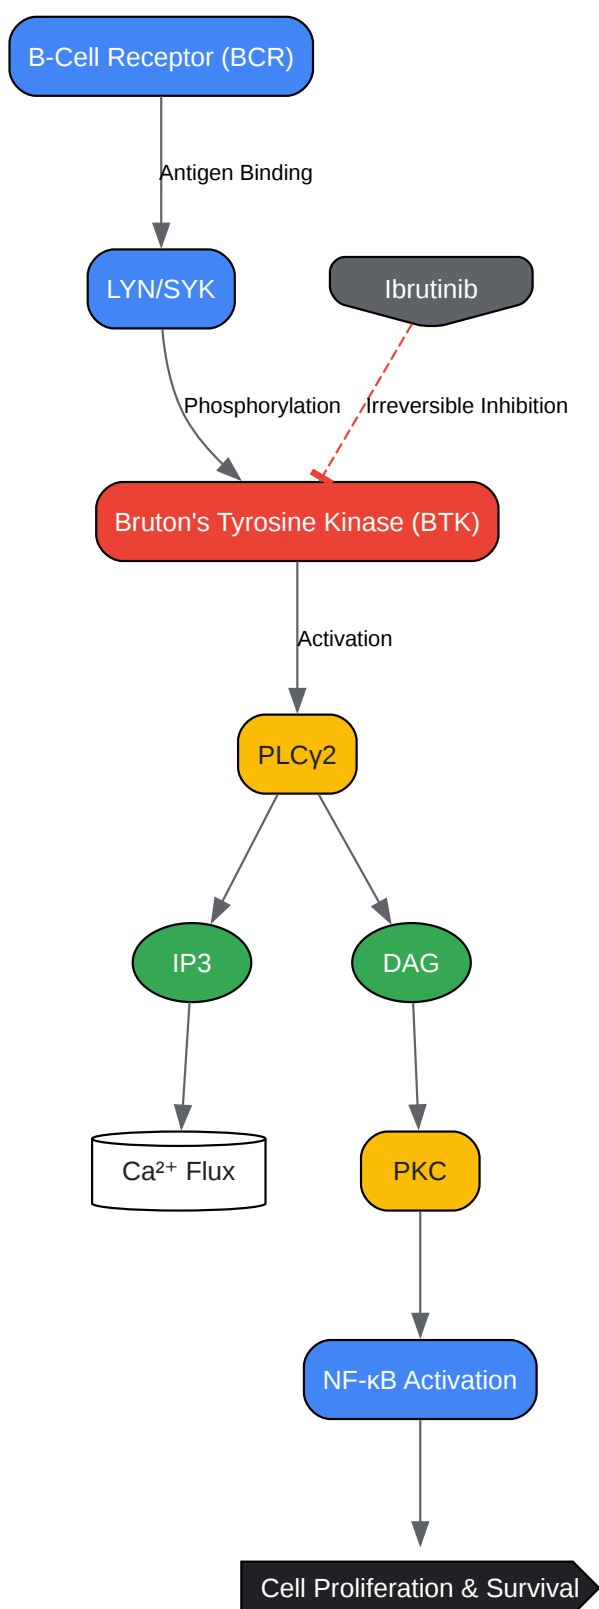 B-Cell Receptor (BCR)
Antigen Binding
LYN/SYK
Ibrutinib
Phosphorylation
Irreversible Inhibition
Bruton's Tyrosine Kinase (BTK)
Activation
PLCγ2
IP3
DAG
Ca²⁺ Flux
PKC
NF-κB Activation
Cell Proliferation & Survival